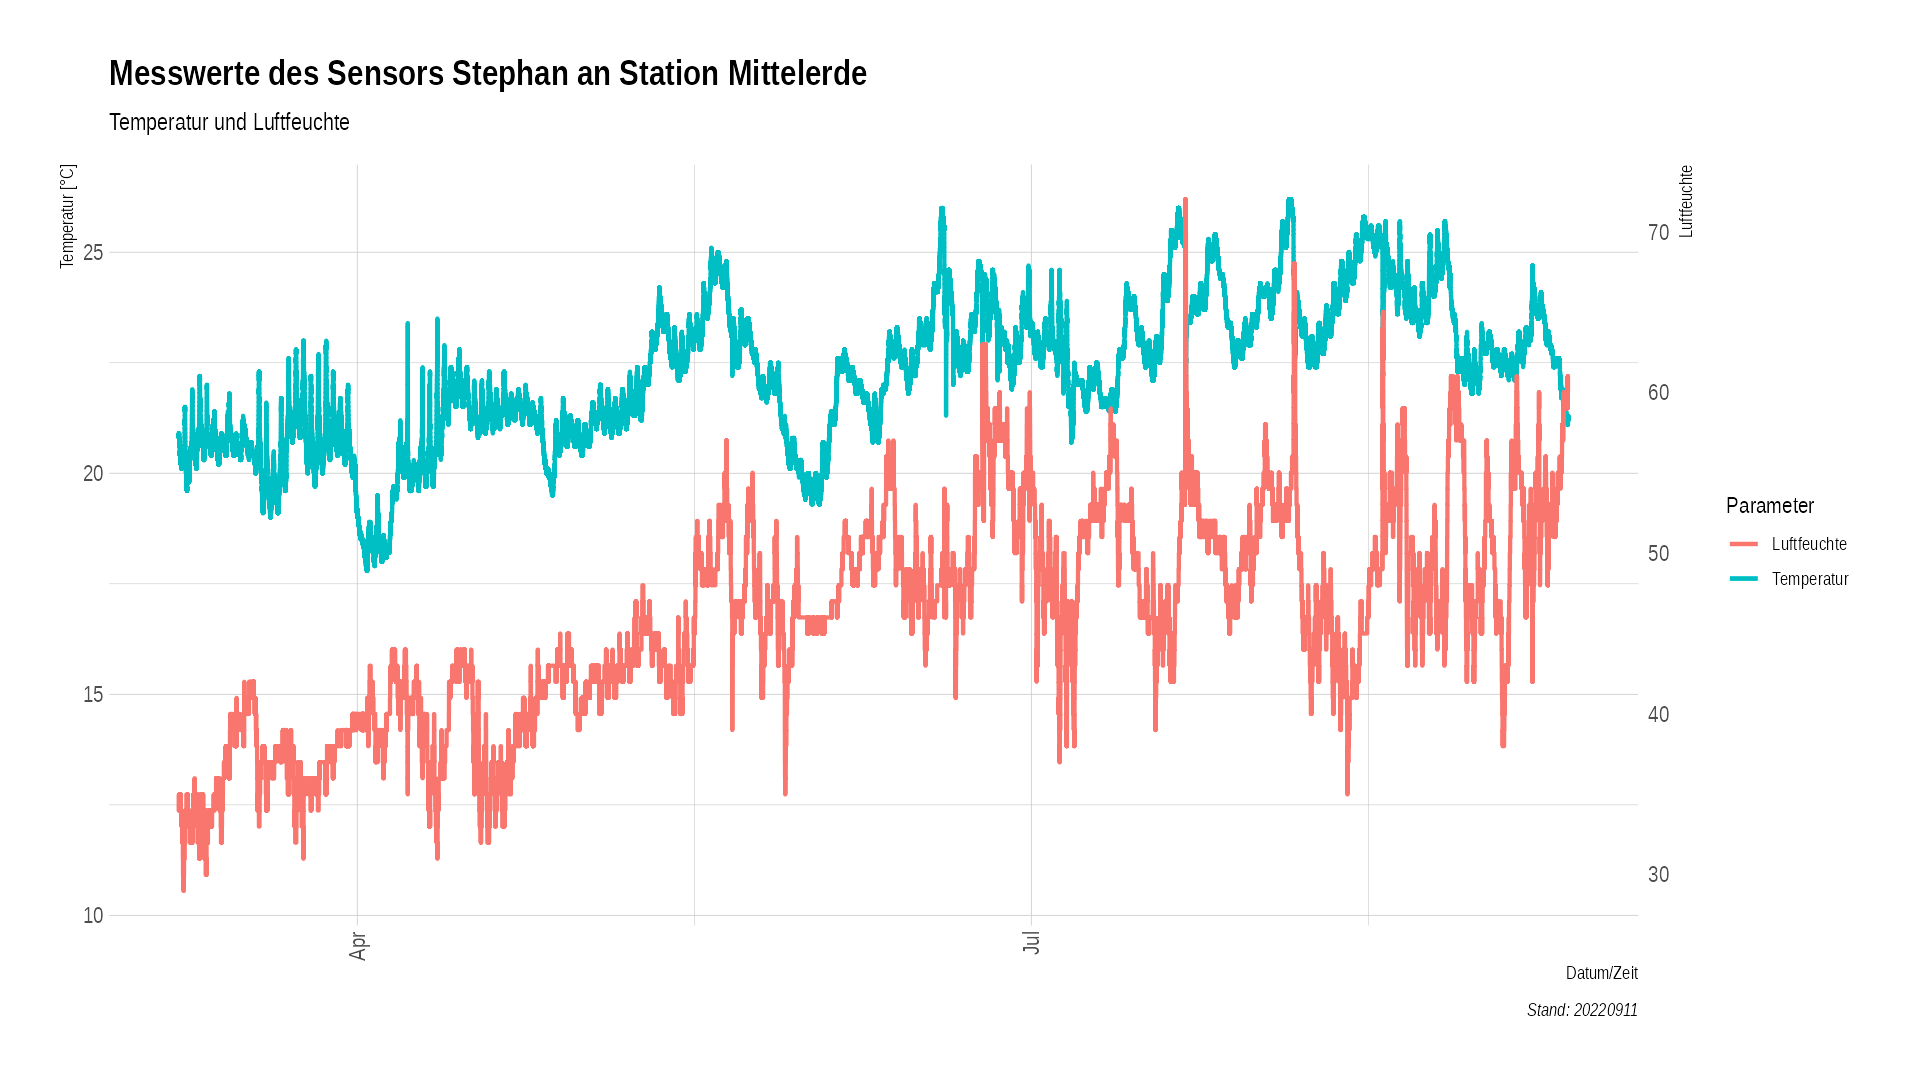 Messwerte des Sensors Stephan an Station Mittelerde
Temperatur und Luftfeuchte
Temperatur [°C]
25
20
15
10
Luftfeuchte
70
60
50
40
30
Apr
Jul
Datum/Zeit
Stand: 20220911
Parameter
Luftfeuchte
Temperatur